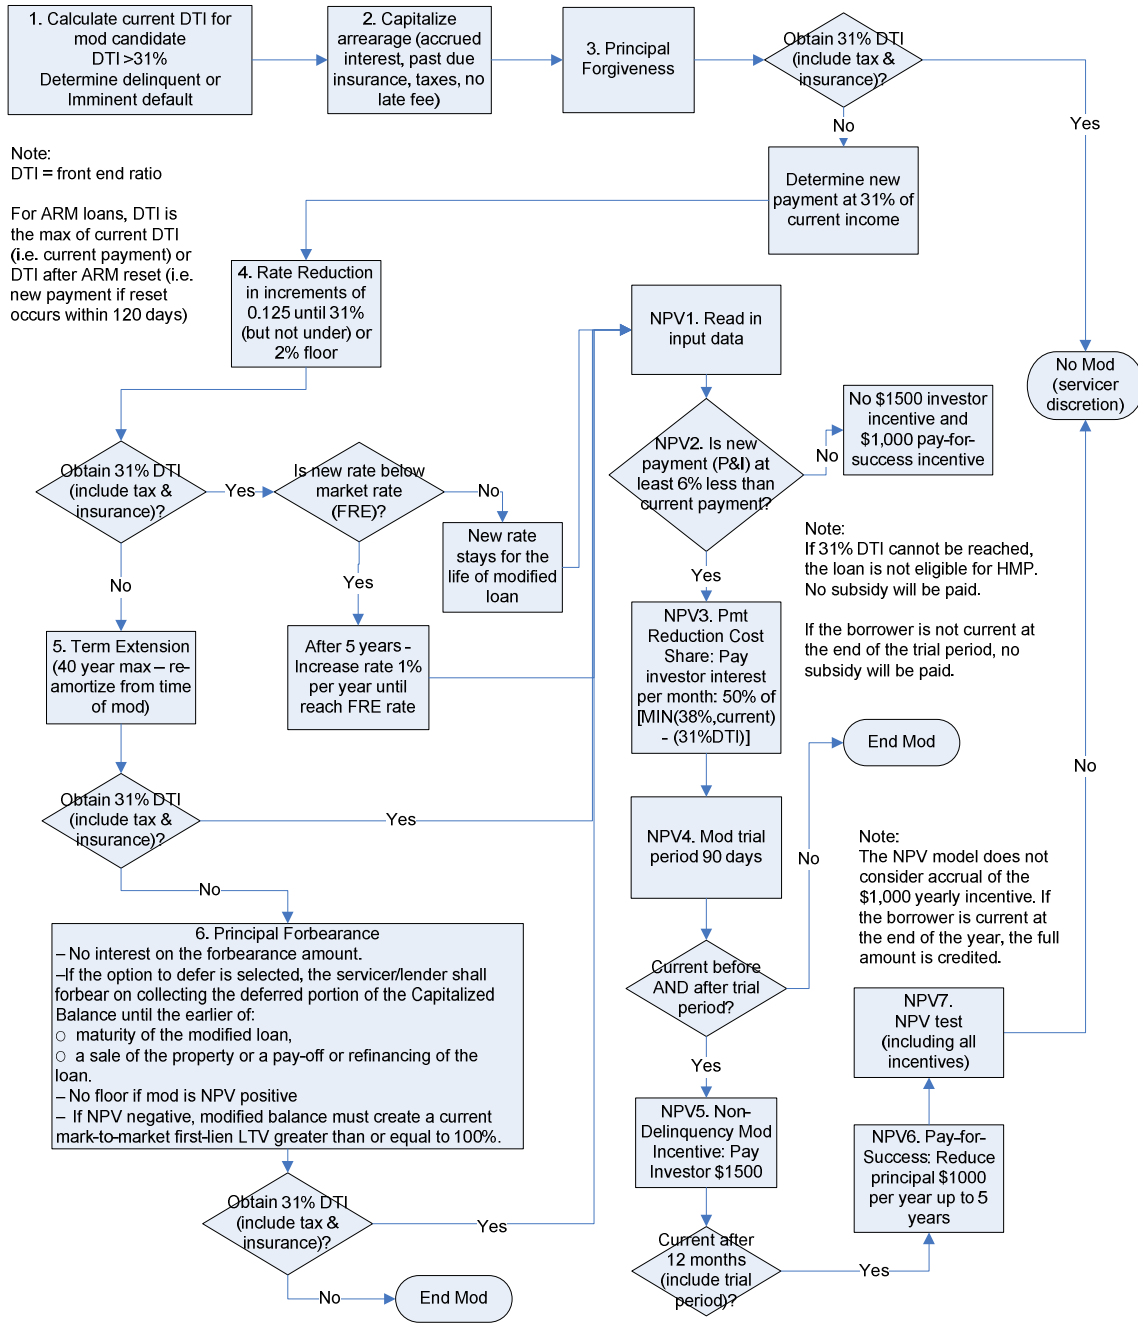 1. Calculate current DTI for
mod candidate
DTI >31%
Determine delinquent or
Imminent default
2. Capitalize
arrearage (accrued
interest, past due
insurance, taxes, no
late fee)
3. Principal
Forgiveness
Obtain 31% DTI
(include tax &
insurance)?
Yes
No
Note:
DTI = front end ratio
For ARM loans, DTI is
the max of current DTI
(i.e. current payment) or
DTI after ARM reset (i.e.
new payment if reset
occurs within 120 days)
Determine new
payment at 31% of
current income
4. Rate Reduction
in increments of
0.125 until 31%
(but not under) or
2% floor
NPV1. Read in
input data
No Mod
(servicer
discretion)
Obtain 31% DTI
(include tax &
insurance)?
Yes
Is new rate below
market rate
(FRE)?
No
New rate
stays for the
life of modified
loan
Yes
After 5 years -
Increase rate 1%
per year until
reach FRE rate
No
NPV2. Is new
payment (P&I) at
least 6% less than
current payment?
No
No $1500 investor
incentive and
$1,000 pay-for-
success incentive
Yes
Note:
If 31% DTI cannot be reached,
the loan is not eligible for HMP.
No subsidy will be paid.
If the borrower is not current at
the end of the trial period, no
subsidy will be paid.
5. Term Extension
(40 year max – re-
amortize from time
of mod)
NPV3. Pmt
Reduction Cost
Share: Pay
investor interest
per month: 50% of
[MIN(38%,current)
- (31%DTI)]
End Mod
Obtain 31% DTI
(include tax &
insurance)?
Yes
No
NPV4. Mod trial
period 90 days
No
No
Note:
The NPV model does not
consider accrual of the
$1,000 yearly incentive. If
the borrower is current at
the end of the year, the full
amount is credited.
6. Principal Forbearance
– No interest on the forbearance amount.
–If the option to defer is selected, the servicer/lender shall
forbear on collecting the deferred portion of the Capitalized
Balance until the earlier of:
○ maturity of the modified loan,
○ a sale of the property or a pay-off or refinancing of the
loan.
– No floor if mod is NPV positive
– If NPV negative, modified balance must create a current
mark-to-market first-lien LTV greater than or equal to 100%.
Current before
AND after trial
period?
Yes
NPV7.
NPV test
(including all
incentives)
NPV5. Non-
Delinquency Mod
Incentive: Pay
Investor $1500
NPV6. Pay-for-
Success: Reduce
principal $1000
per year up to 5
years
Obtain 31% DTI
(include tax &
insurance)?
Yes
No
End Mod
Current after
12 months
(include trial
period)?
Yes